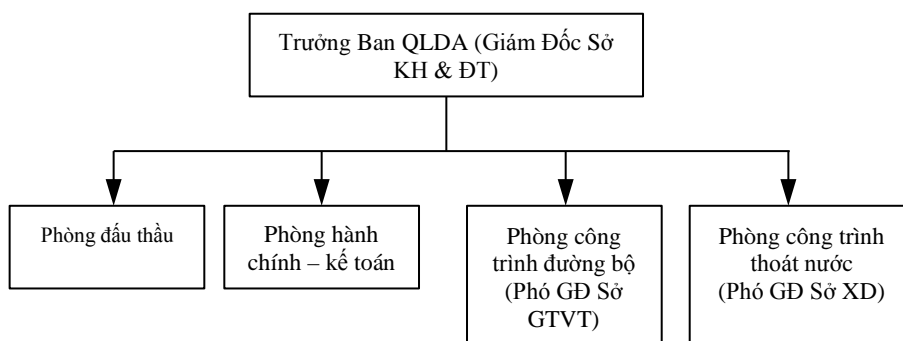 Trưởng Ban QLDA (Giám Đốc Sở
KH & ĐT)
Phòng đấu thầu
Phòng hành
chính – kế toán
Phòng công
trình đường bộ
(Phó GĐ Sở
GTVT)
Phòng công trình
thoát nước
(Phó GĐ Sở XD)